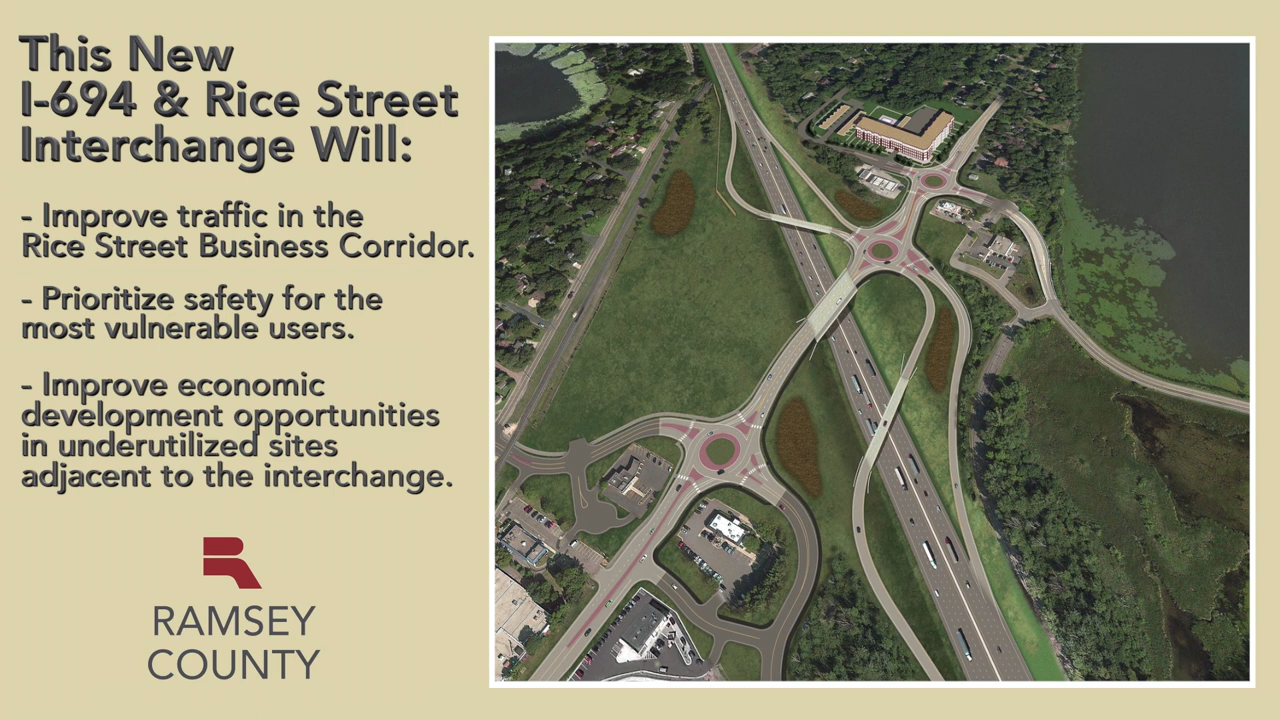 This New
I-694 & Rice Street
Interchange Will:
- Improve traffic in the
Rice Street Business Corridor.
- Prioritize safety for the
most vulnerable users.
- Improve economic
development opportunities
in underutilized sites
adjacent to the interchange.
RAMSEY
COUNTY